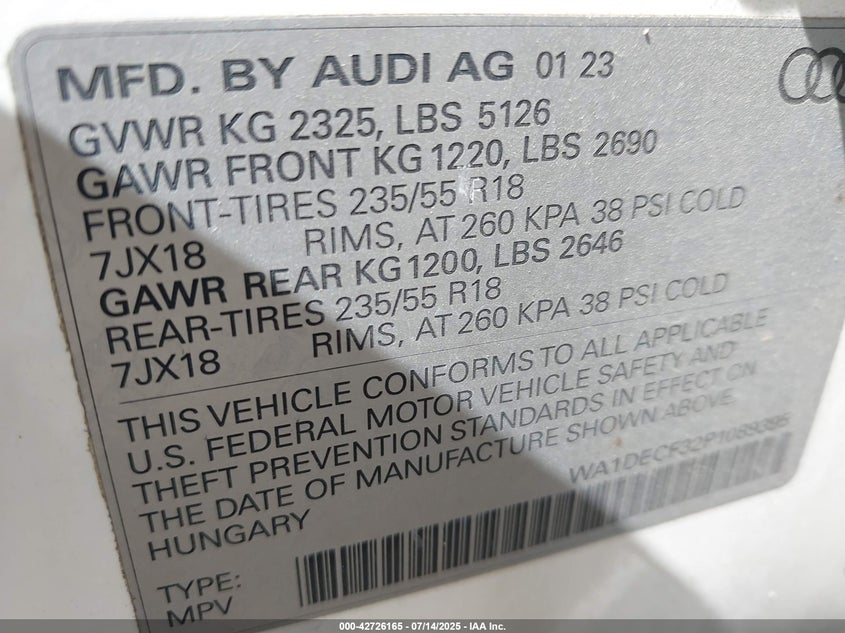 MFD. BY AUDI AG 01 23
GVWR KG 2325, LBS 5126
GAWR FRONT KG 1220, LBS 2690
FRONT-TIRES 235/55 R18
7JX18 RIMS, AT 260 KPA 38 PSI COLD
GAWR REAR KG 1200, LBS 2646
REAR-TIRES 235/55 R18
7JX18 RIMS, AT 260 KPA 38 PSI COLD
THIS VEHICLE CONFORMS TO ALL APPLICABLE
U.S. FEDERAL MOTOR VEHICLE SAFETY AND
THEFT PREVENTION STANDARDS IN EFFECT ON
THE DATE OF MANUFACTURE SHOWN ABOVE.
HUNGARY
WA1DECF32P1089395
TYPE:
MPV
000-42726165 - 07/14/2025 - IAA Inc.